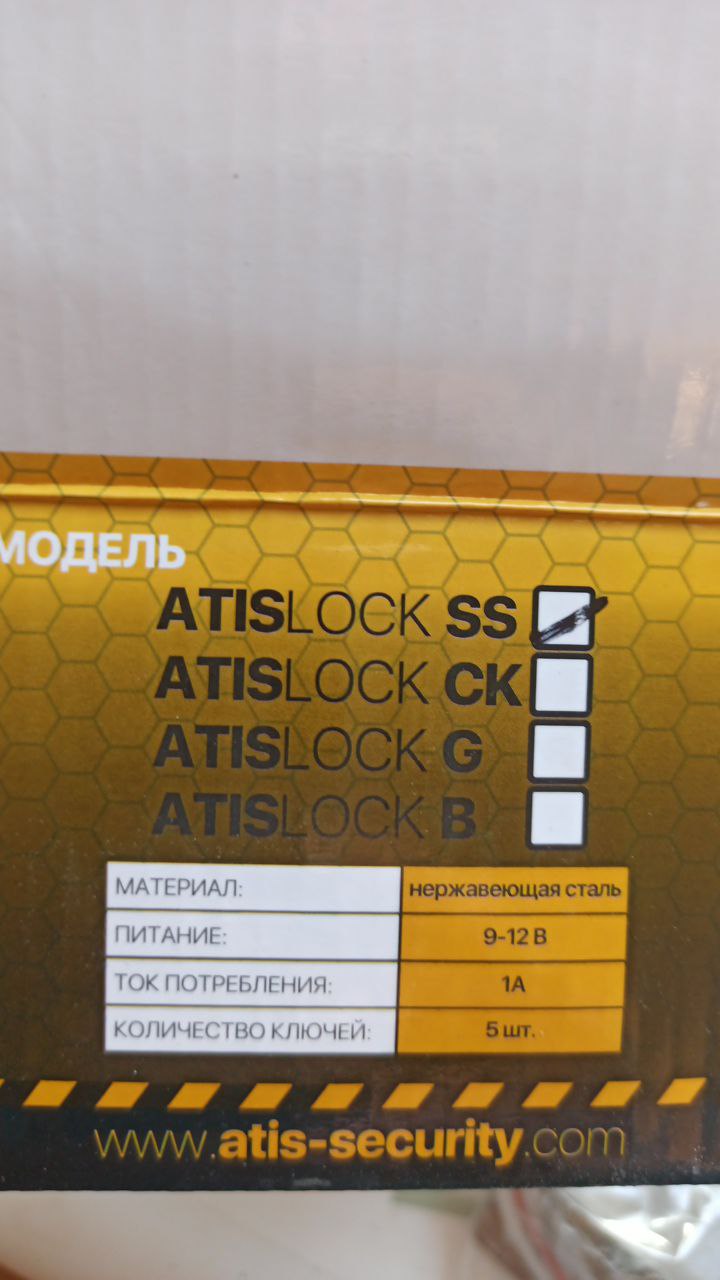 МОДЕЛЬ
ATISLOCK SS
ATISLOCK CK
ATISLOCK G
ATISLOCK B
МАТЕРИАЛ: нержавеющая сталь
ПИТАНИЕ: 9-12 В
ТОК ПОТРЕБЛЕНИЯ: 1А
КОЛИЧЕСТВО КЛЮЧЕЙ: 5 шт.
www.atis-security.com